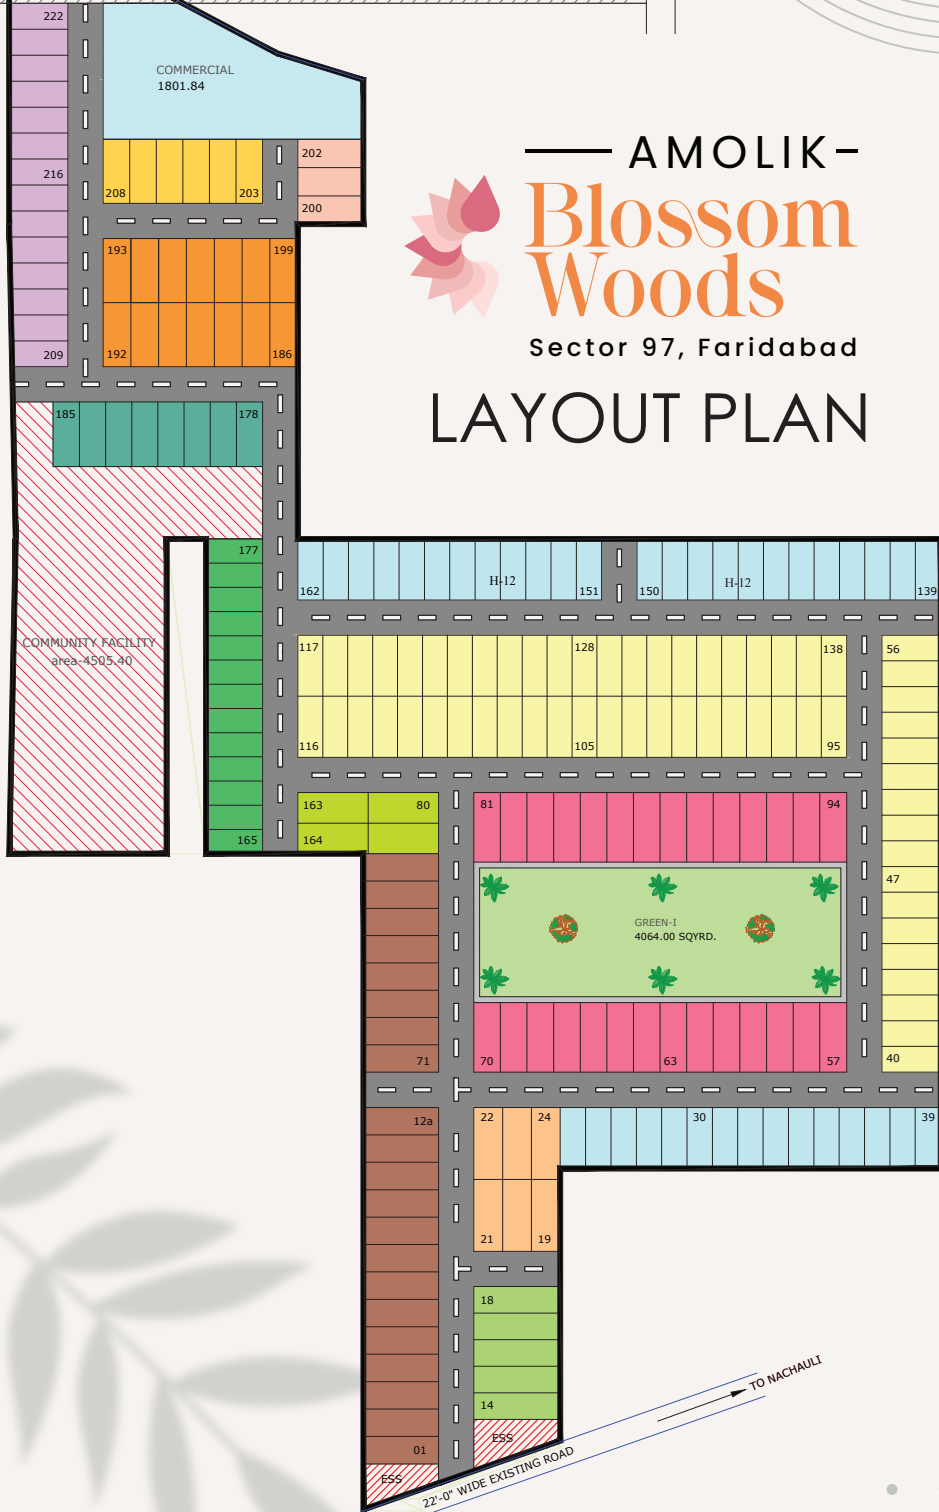 222
COMMERCIAL
1801.84
AMOLIK
Blossom
Woods
Sector 97, Faridabad
LAYOUT PLAN
202
216
208 203
200
193 199
192 186
209
185 178
177
162 H-12 151 150 H-12 139
COMMUNITY FACILITY
area-4505.40
117 128 138 56
116 105 95
163 80 81 94
164
165
47
GREEN-I
4064.00 SQYRD.
71 70 63 57 40
12a 22 24 30 39
21 19
18
14
TO NACHAULI
01 ESS
ESS
22'-0" WIDE EXISTING ROAD